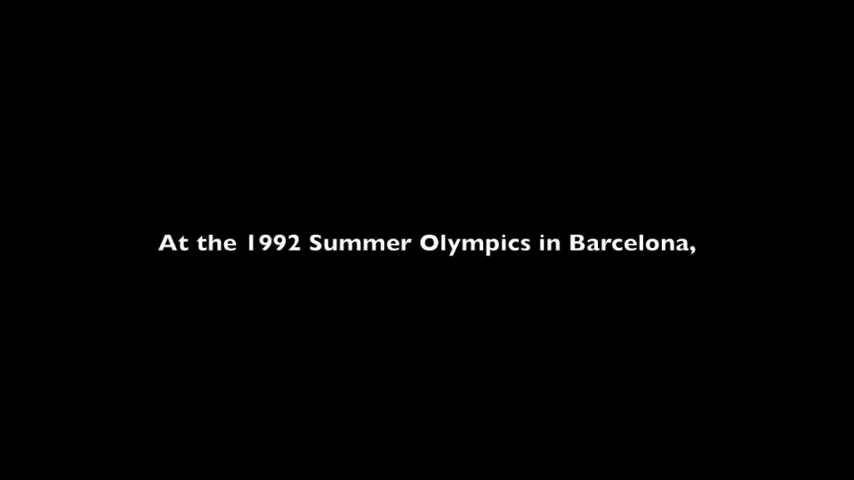 At the 1992 Summer Olympics in Barcelona,